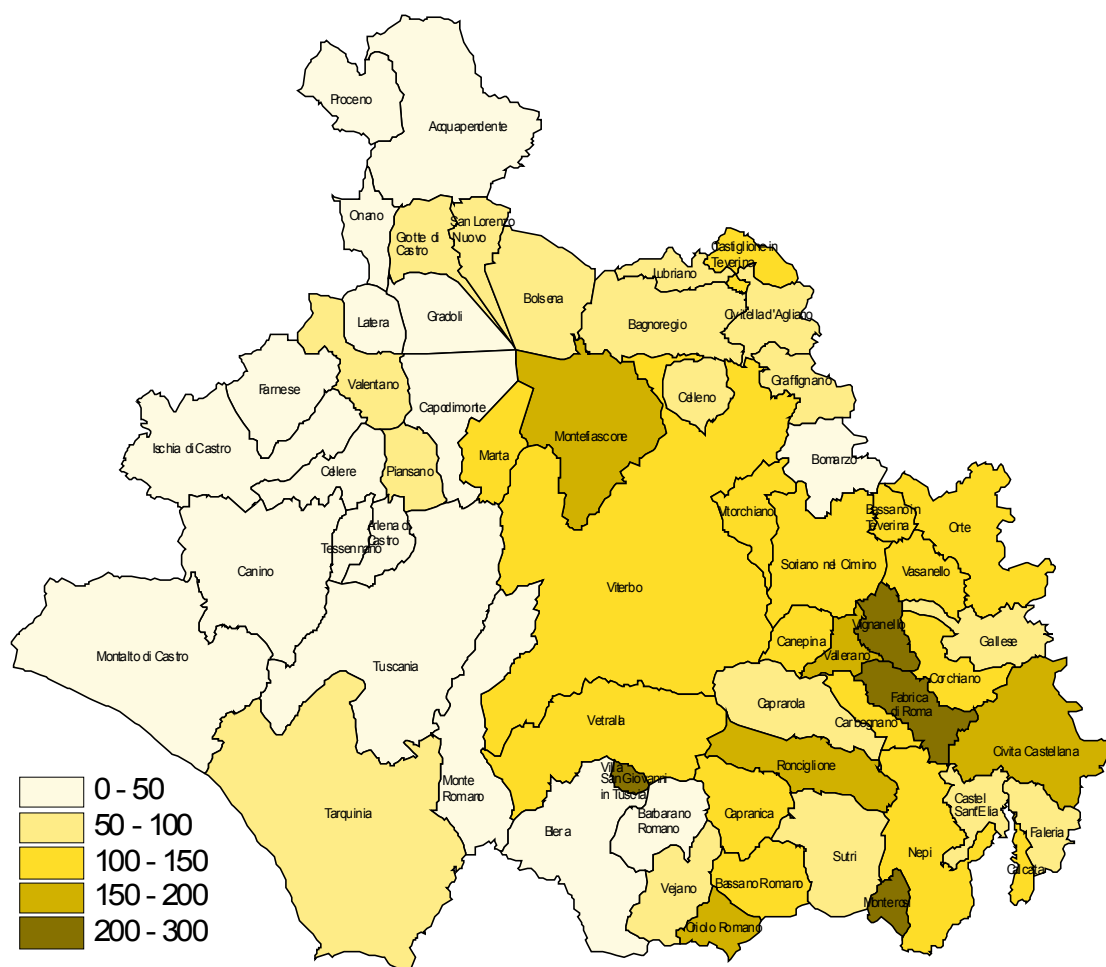 Proceno
Acquapendente
Onano
Grotte di
Castro
San Lorenzo
Nuovo
Castiglione in
Teverina
Lubriano
Bolsena
Bagnoregio
Civitella d'Agliano
Latera
Gradoli
Graffignano
Farnese
Valentano
Capodimonte
Celleno
Ischia di Castro
Montefiascone
Cellere
Piansano
Marta
Bomarzo
Arlena di
Castro
Tessennano
Vitorchiano
Bassano in
Teverina
Orte
Canino
Soriano nel Cimino
Vasanello
Viterbo
Vignanello
Canepina
Gallese
Vallerano
Montalto di Castro
Tuscania
Corchiano
Fabrica
di Roma
Caprarola
Carbognano
Vetralla
Civita Castellana
Ronciglione
Villa
San Giovanni
in Tuscia
Monte
Romano
Castel
Sant'Elia
Tarquinia
Barbarano
Romano
Capranica
Blera
Faleria
Nepi
Sutri
Calcata
Vejano
Bassano Romano
Monterosi
Oriolo Romano
0 - 50
50 - 100
100 - 150
150 - 200
200 - 300